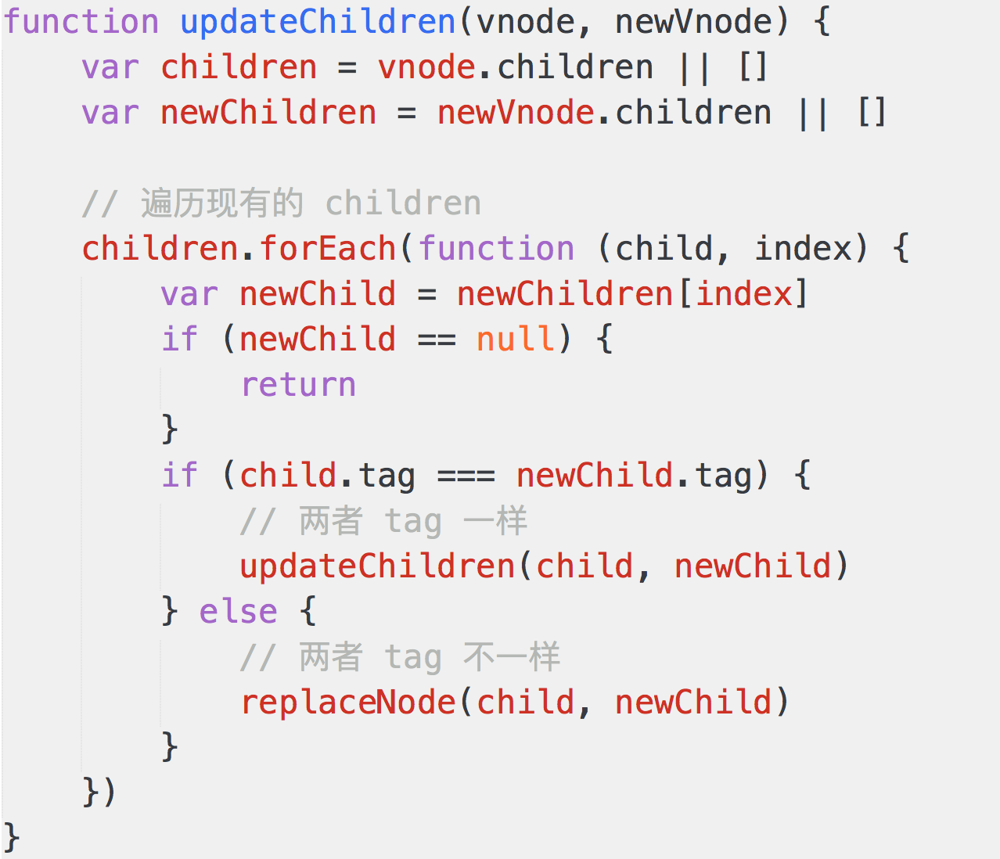 function updateChildren(vnode, newVnode) {
    var children = vnode.children || []
    var newChildren = newVnode.children || []

    // 遍历现有的 children
    children.forEach(function (child, index) {
        var newChild = newChildren[index]
        if (newChild == null) {
            return
        }
        if (child.tag === newChild.tag) {
            // 两者 tag 一样
            updateChildren(child, newChild)
        } else {
            // 两者 tag 不一样
            replaceNode(child, newChild)
        }
    })
}